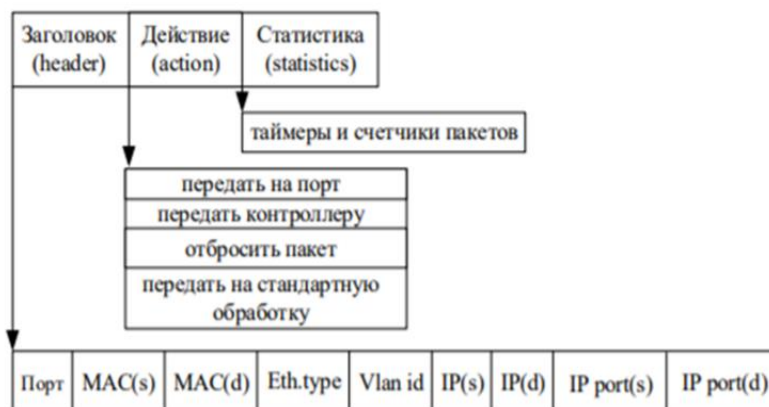 Заголовок Действие Статистика
(header) (action) (statistics)
таймеры и счетчики пакетов
передать на порт
передать контроллеру
отбросить пакет
передать на стандартную
обработку
Порт MAC(s) MAC(d) Eth.type Vlan id IP(s) IP(d) IP port(s) IP port(d)